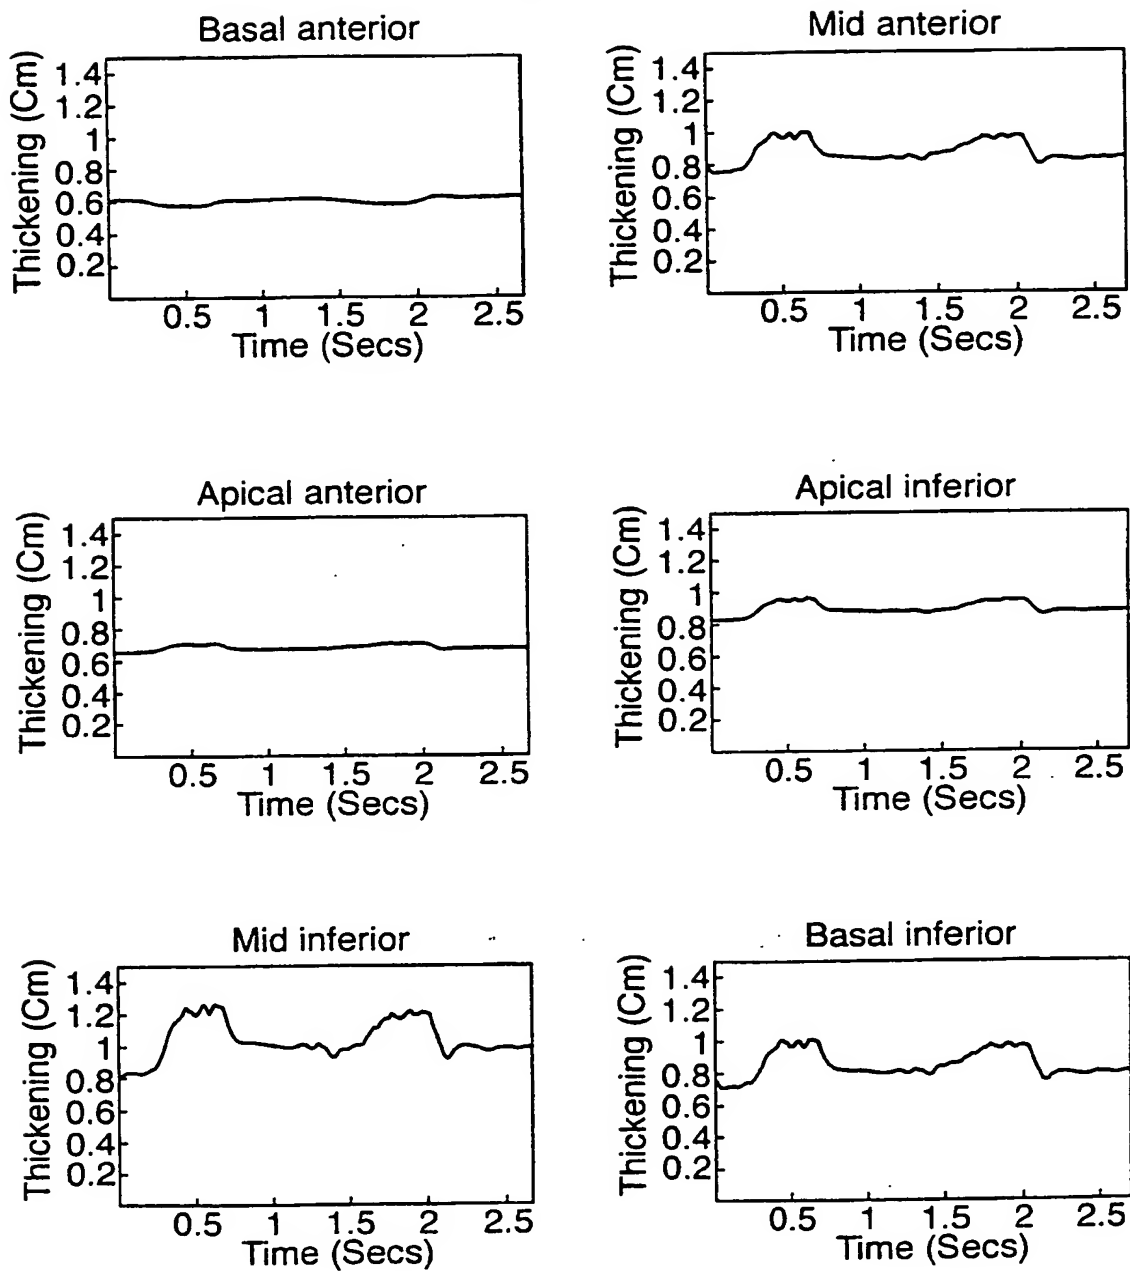 Basal anterior
Thickening (Cm)
1.4
1.2
1
0.8
0.6
0.4
0.2
0.5 1 1.5 2 2.5
Time (Secs)
Mid anterior
Thickening (Cm)
1.4
1.2
1
0.8
0.6
0.4
0.2
0.5 1 1.5 2 2.5
Time (Secs)
Apical anterior
Thickening (Cm)
1.4
1.2
1
0.8
0.6
0.4
0.2
0.5 1 1.5 2 2.5
Time (Secs)
Apical inferior
Thickening (Cm)
1.4
1.2
1
0.8
0.6
0.4
0.2
0.5 1 1.5 2 2.5
Time (Secs)
Mid inferior
Thickening (Cm)
1.4
1.2
1
0.8
0.6
0.4
0.2
0.5 1 1.5 2 2.5
Time (Secs)
Basal inferior
Thickening (Cm)
1.4
1.2
1
0.8
0.6
0.4
0.2
0.5 1 1.5 2 2.5
Time (Secs)